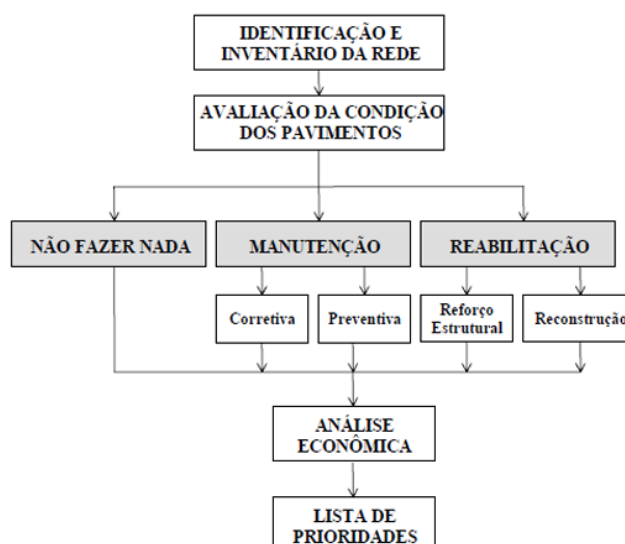 IDENTIFICAÇÃO E
INVENTÁRIO DA REDE
AVALIAÇÃO DA CONDIÇÃO
DOS PAVIMENTOS
NÃO FAZER NADA
MANUTENÇÃO
REABILITAÇÃO
Corretiva
Preventiva
Reforço
Estrutural
Reconstrução
ANÁLISE
ECONÔMICA
LISTA DE
PRIORIDADES